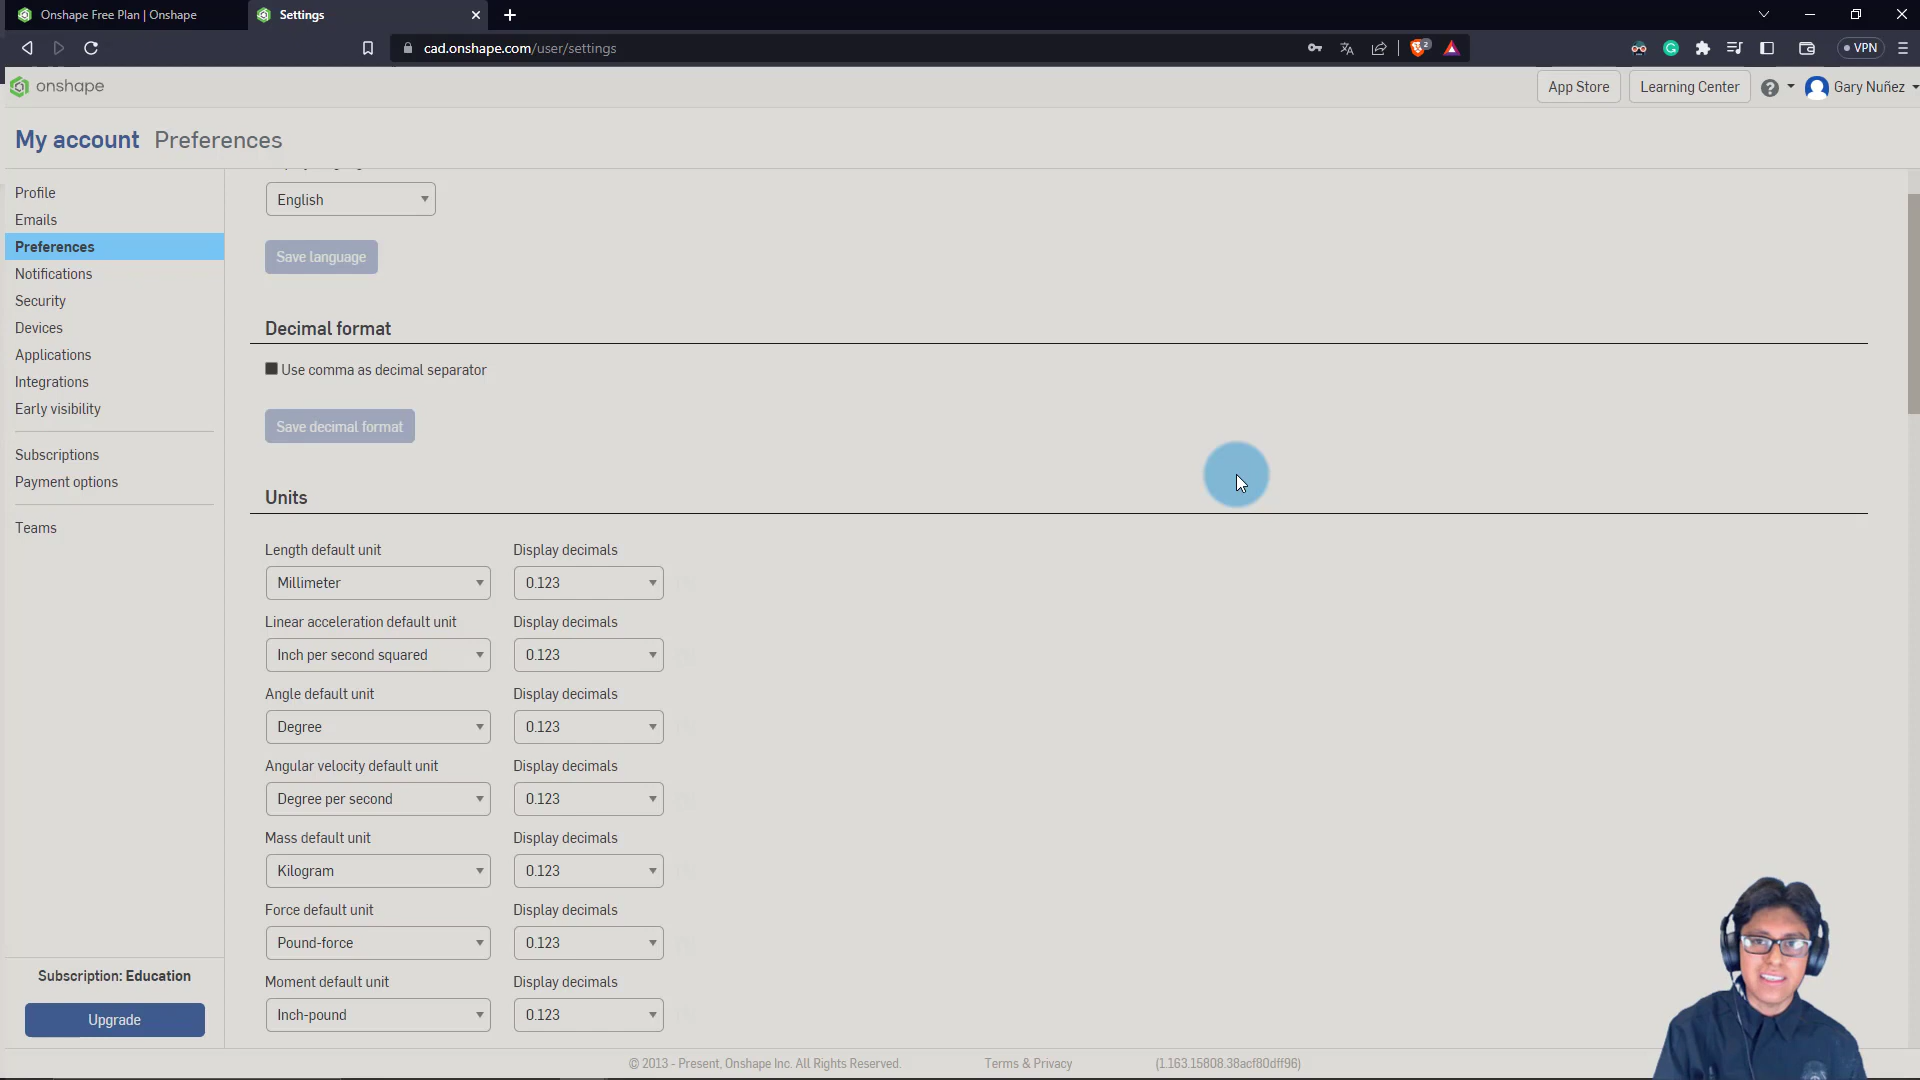 Onshape Free Plan | Onshape
Settings
cad.onshape.com/user/settings
2
VPN
onshape
App Store
Learning Center
Gary Nuñez
My account Preferences
Profile
Emails
Preferences
Notifications
Security
Devices
Applications
Integrations
Early visibility
Subscriptions
Payment options
Teams
Subscription: Education
Upgrade
English
Save language
Decimal format
Use comma as decimal separator
Save decimal format
Units
Length default unit Display decimals
Millimeter 0.123
Linear acceleration default unit Display decimals
Inch per second squared 0.123
Angle default unit Display decimals
Degree 0.123
Angular velocity default unit Display decimals
Degree per second 0.123
Mass default unit Display decimals
Kilogram 0.123
Force default unit Display decimals
Pound-force 0.123
Moment default unit Display decimals
Inch-pound 0.123
© 2013 - Present, Onshape Inc. All Rights Reserved. Terms & Privacy (1.163.15808.38acf80dff96)